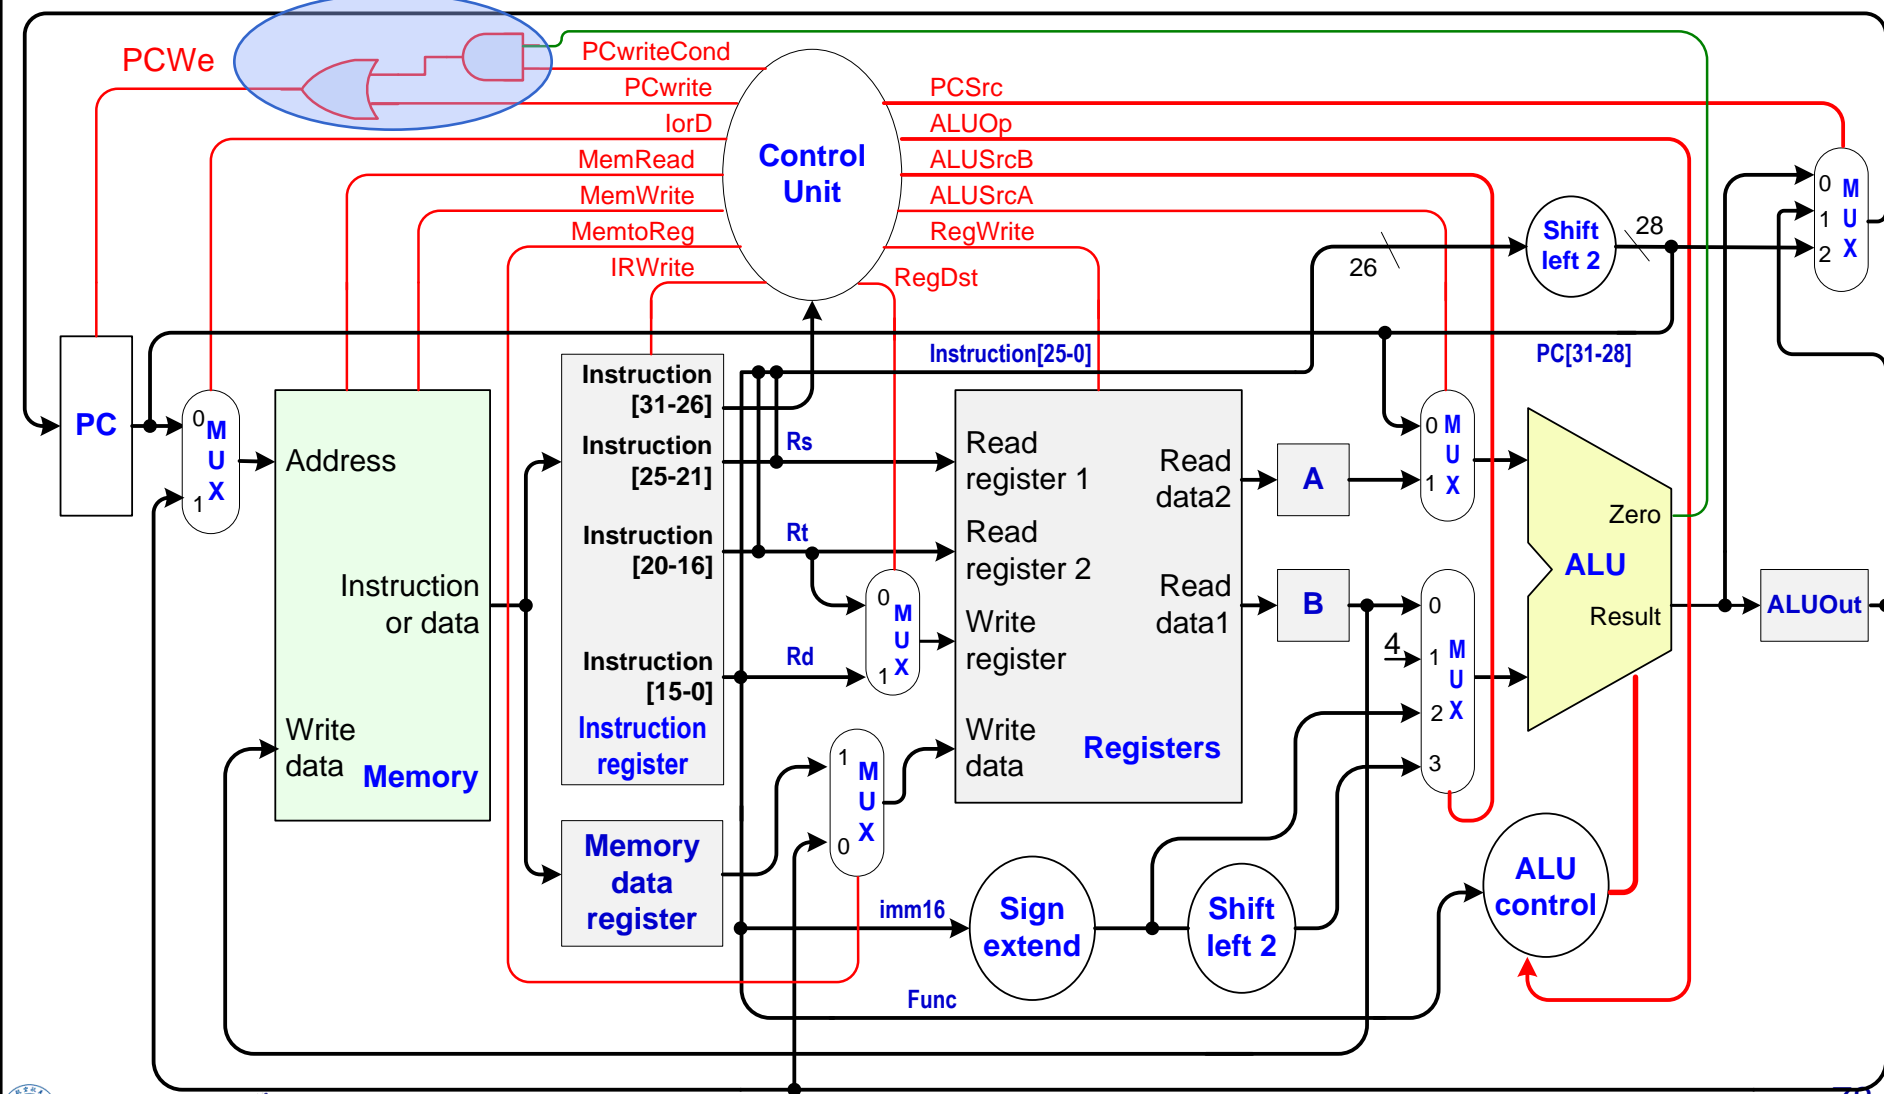 PCWe
PCwriteCond
PCwrite
IorD
MemRead
MemWrite
MemtoReg
IRWrite
Control
Unit
PCSrc
ALUOp
ALUSrcB
ALUSrcA
RegWrite
RegDst
26
Shift
left 2
28
0
1
2
M
U
X
Instruction[25-0]
PC[31-28]
PC
0
1
M
U
X
Address
Instruction
or data
Write
data
Memory
Instruction
[31-26]
Instruction
[25-21]
Instruction
[20-16]
Instruction
[15-0]
Instruction
register
Memory
data
register
Rs
Rt
Rd
0
1
M
U
X
1
0
M
U
X
Read
register 1
Read
register 2
Write
register
Write
data
Read
data2
Read
data1
Registers
A
B
0
1
M
U
X
4
0
1
2
3
M
U
X
Zero
ALU
Result
ALUOut
imm16
Sign
extend
Shift
left 2
ALU
control
Func